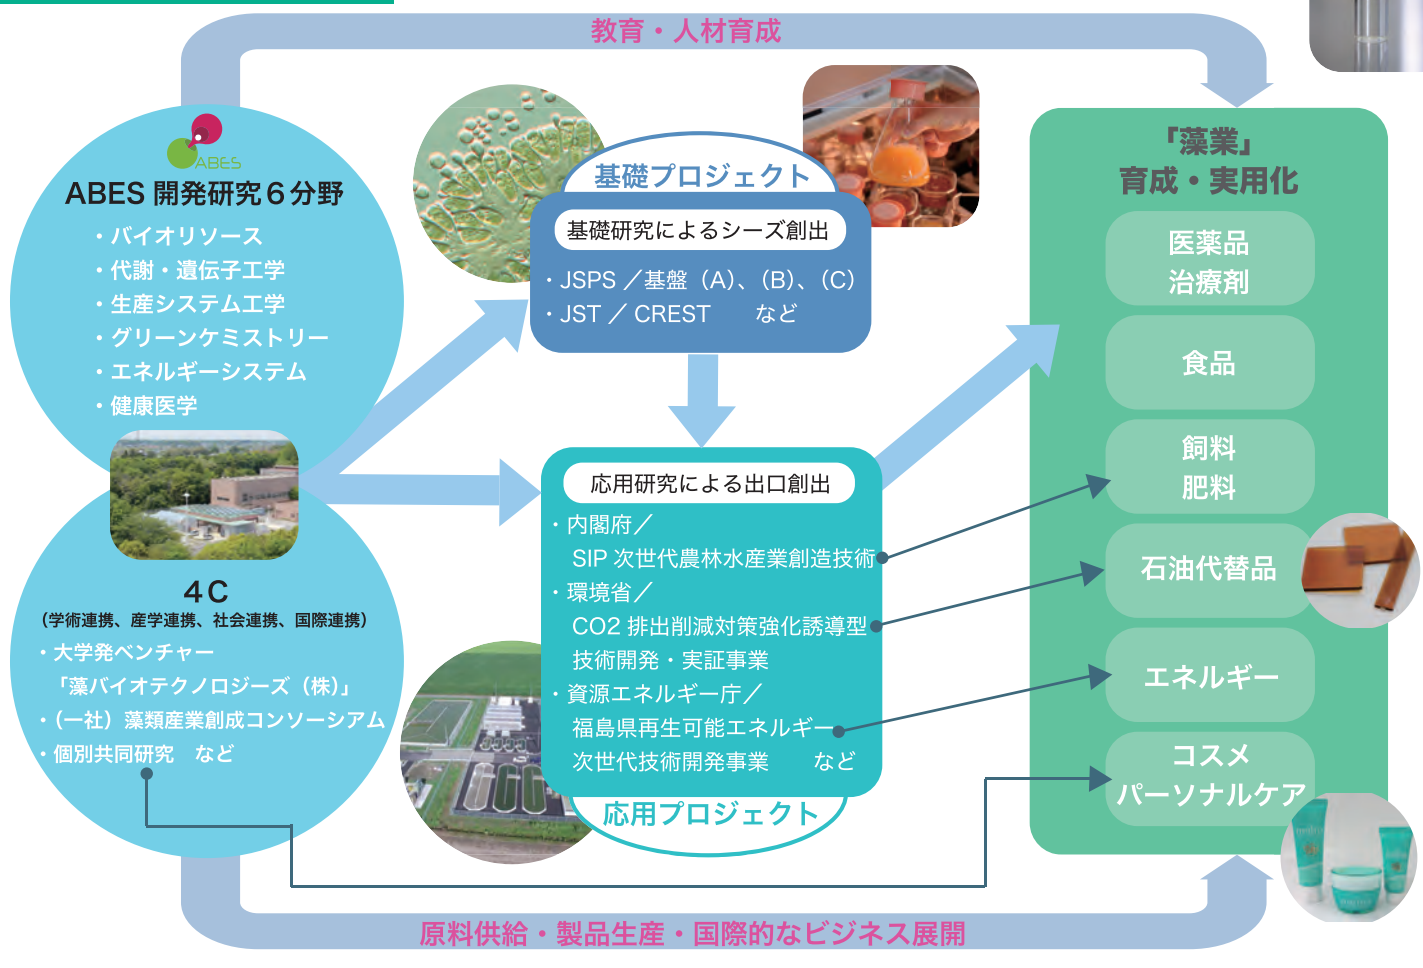 教育・人材育成
ABES
ABES 開発研究6分野
・バイオリソース
・代謝・遺伝子工学
・生産システム工学
・グリーンケミストリー
・エネルギーシステム
・健康医学
4C
（学術連携、産学連携、社会連携、国際連携）
・大学発ベンチャー
「藻バイオテクノロジーズ（株）」
・（一社）藻類産業創成コンソーシアム
・個別共同研究　など
基礎プロジェクト
基礎研究によるシーズ創出
・JSPS ／基盤（A）、（B）、（C）
・JST ／ CREST　　など
応用研究による出口創出
・内閣府／
SIP 次世代農林水産業創造技術
・環境省／
CO2 排出削減対策強化誘導型
技術開発・実証事業
・資源エネルギー庁／
福島県再生可能エネルギー
次世代技術開発事業　　など
応用プロジェクト
「藻業」
育成・実用化
医薬品
治療剤
食品
飼料
肥料
石油代替品
エネルギー
コスメ
パーソナルケア
原料供給・製品生産・国際的なビジネス展開